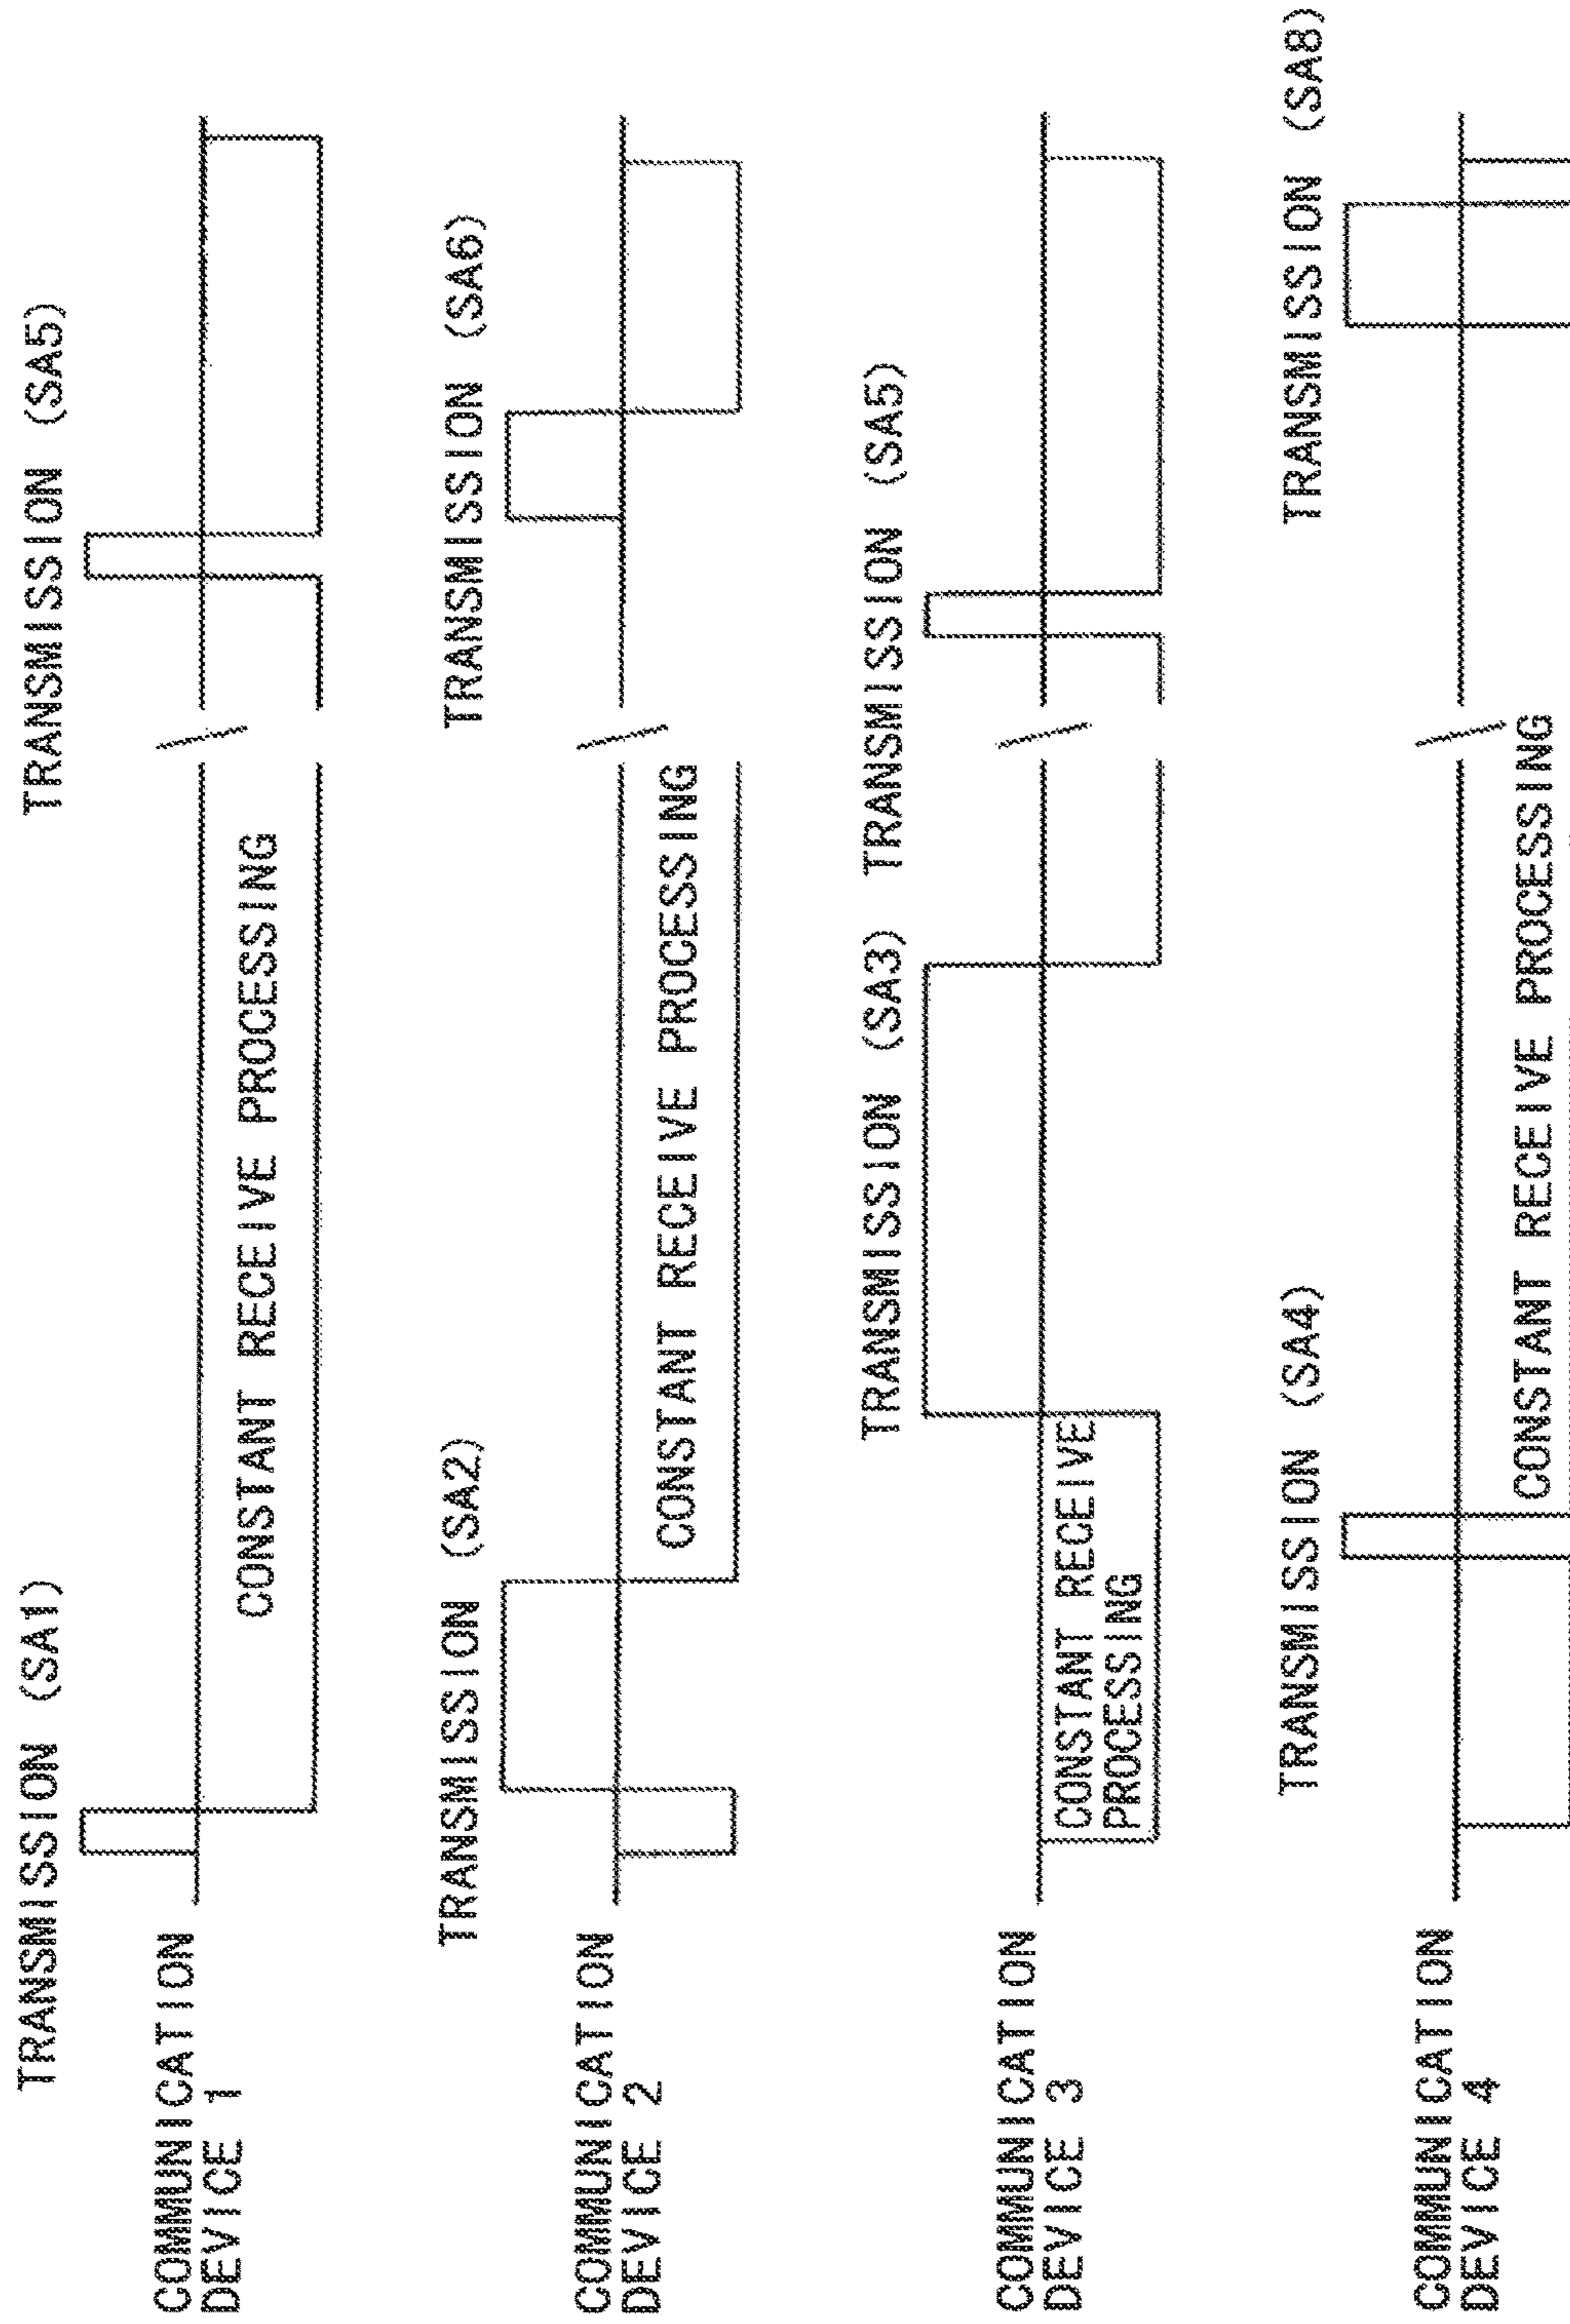 TRANSMISSION (SA1)
TRANSMISSION (SA5)
COMMUNICATION
DEVICE 1
CONSTANT RECEIVE PROCESSING
TRANSMISSION (SA2)
TRANSMISSION (SA6)
COMMUNICATION
DEVICE 2
CONSTANT RECEIVE PROCESSING
TRANSMISSION (SA3)
TRANSMISSION (SA5)
COMMUNICATION
DEVICE 3
CONSTANT RECEIVE
PROCESSING
TRANSMISSION (SA4)
TRANSMISSION (SA8)
COMMUNICATION
DEVICE 4
CONSTANT RECEIVE PROCESSING